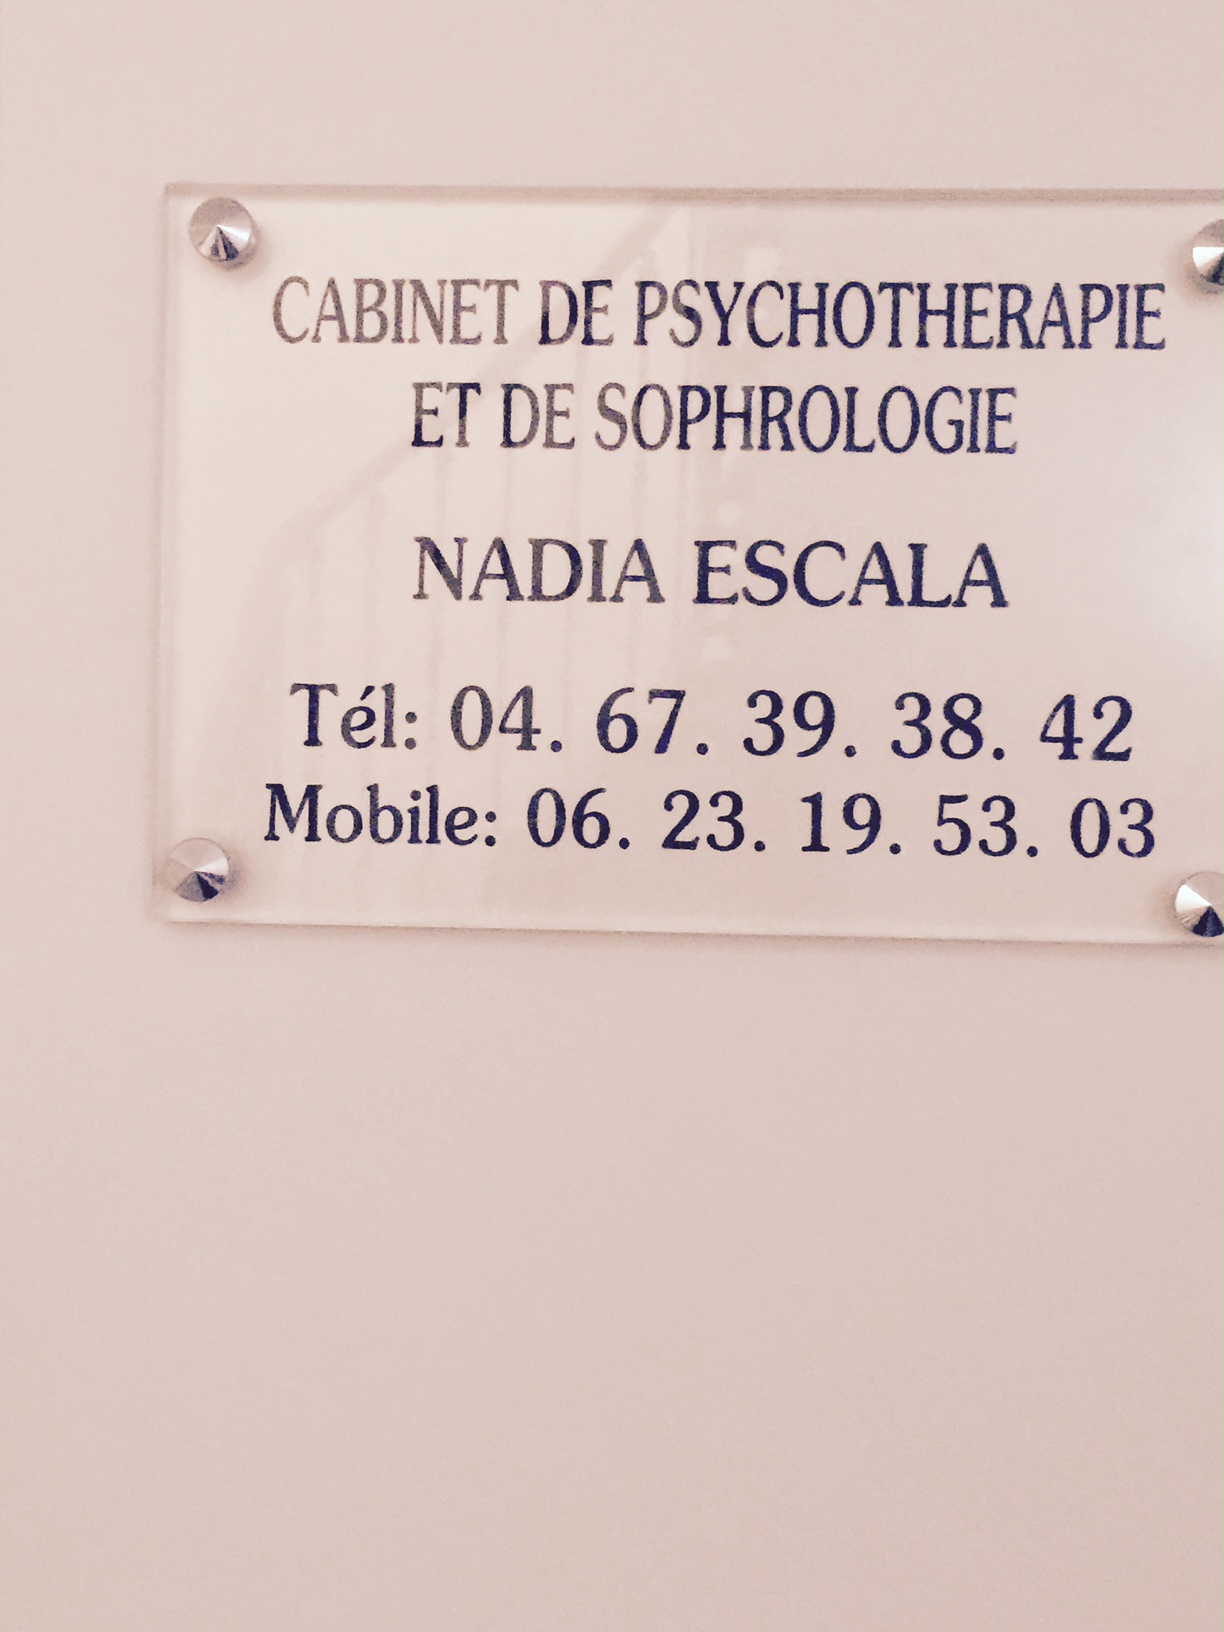 CABINET DE PSYCHOTHERAPIE
ET DE SOPHROLOGIE
NADIA ESCALA
Tél: 04. 67. 39. 38. 42
Mobile: 06. 23. 19. 53. 03